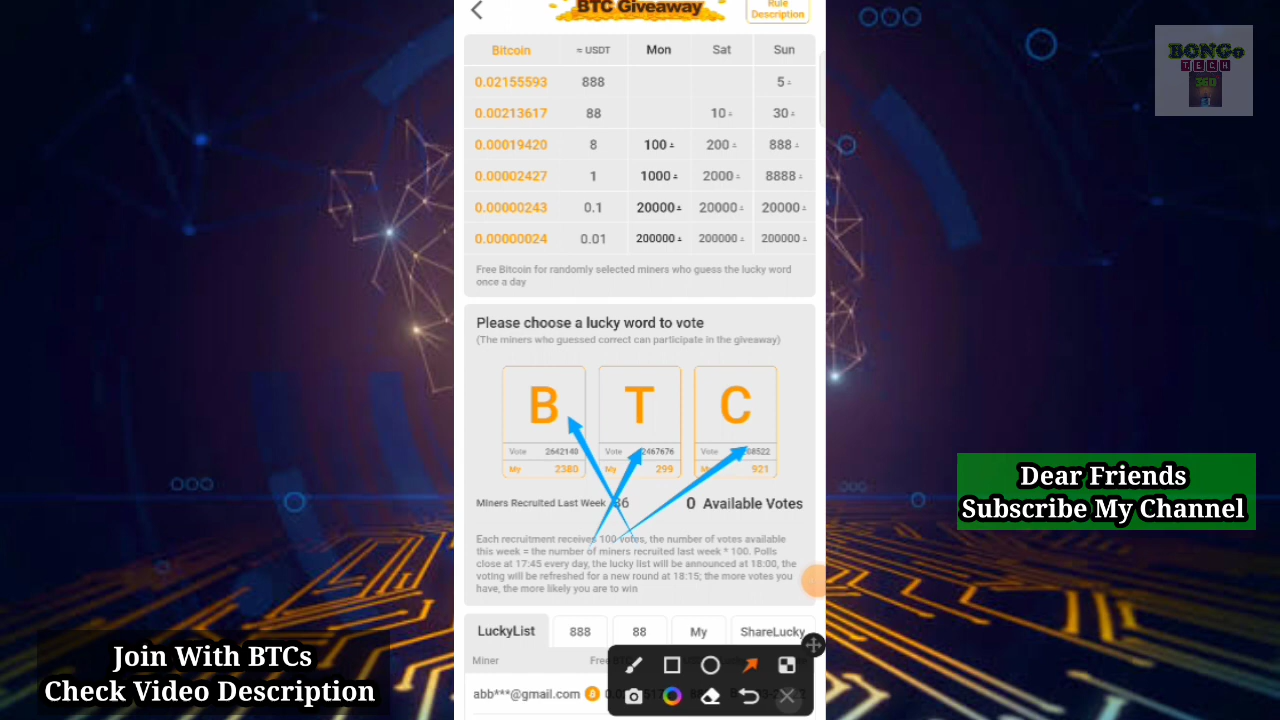 BTC Giveaway
Rule
Description
Bitcoin ≈ USDT Mon Sat Sun
0.02155593 888 5
0.00213617 88 10 30
0.00019420 8 100 200 888
0.00002427 1 1000 2000 8888
0.00000243 0.1 20000 20000 20000
0.00000024 0.01 200000 200000 200000
Free Bitcoin for randomly selected miners who guess the lucky word
once a day
Please choose a lucky word to vote
(The miners who guessed correct can participate in the giveaway)
B T C
Vote 2642140 Vote 2467676 Vote
My 2380 My 299 921
Miners Recruited Last Week 0 Available Votes
Each recruitment receives 100 votes, the number of votes available
this week = the number of miners recruited last week * 100. Polls
close at 17:45 every day, the lucky list will be announced at 18:00, the
voting will be refreshed for a new round at 18:15; the more votes you
have, the more likely you are to win
LuckyList 888 88 My ShareLucky
Miner
abb***@gmail.com
BONGo
TECH
360
Dear Friends
Subscribe My Channel
Join With BTCs
Check Video Description